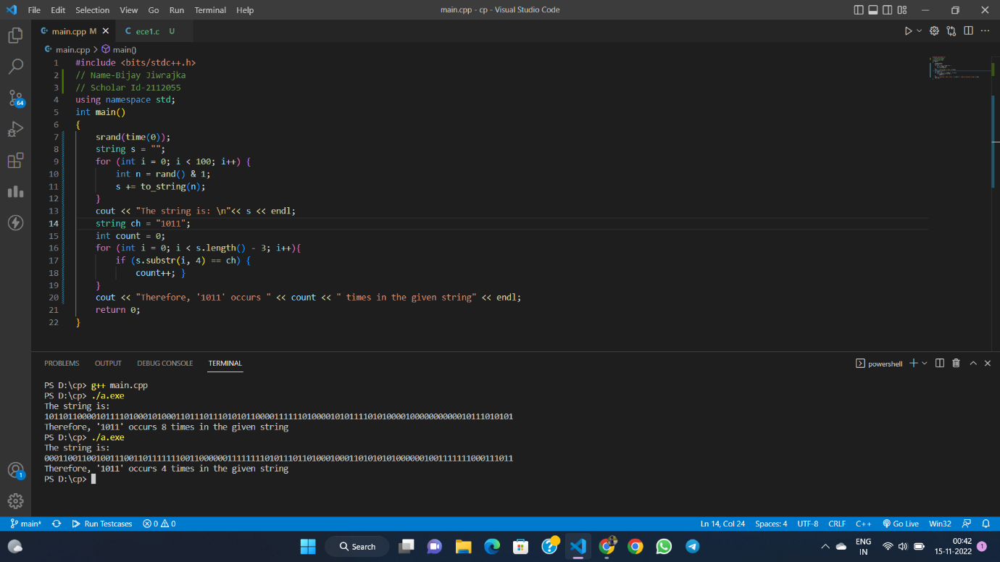 File Edit Selection View Go Run Terminal Help
main.cpp - cp - Visual Studio Code
main.cpp M
ece1.c U
main.cpp > main()
1 #include <bits/stdc++.h>
2 // Name-Bijay Jiwrajka
3 // Scholar Id-2112055
4 using namespace std;
5 int main()
6 {
7 srand(time(0));
8 string s = "";
9 for (int i = 0; i < 100; i++) {
10 int n = rand() & 1;
11 s += to_string(n);
12 }
13 cout << "The string is: \n"<< s << endl;
14 string ch = "1011";
15 int count = 0;
16 for (int i = 0; i < s.length() - 3; i++){
17 if (s.substr(i, 4) == ch) {
18 count++; }
19 }
20 cout << "Therefore, '1011' occurs " << count << " times in the given string" << endl;
21 return 0;
22 }
64
PROBLEMS OUTPUT DEBUG CONSOLE TERMINAL
powershell
PS D:\cp> g++ main.cpp
PS D:\cp> ./a.exe
The string is:
Therefore, '1011' occurs 8 times in the given string
PS D:\cp> ./a.exe
The string is:
Therefore, '1011' occurs 4 times in the given string
PS D:\cp>
1
main* Run Testcases 0 0
Ln 14, Col 24 Spaces: 4 UTF-8 CRLF C++ Go Live Win32
Search
ENG
IN
00:42
15-11-2022
1